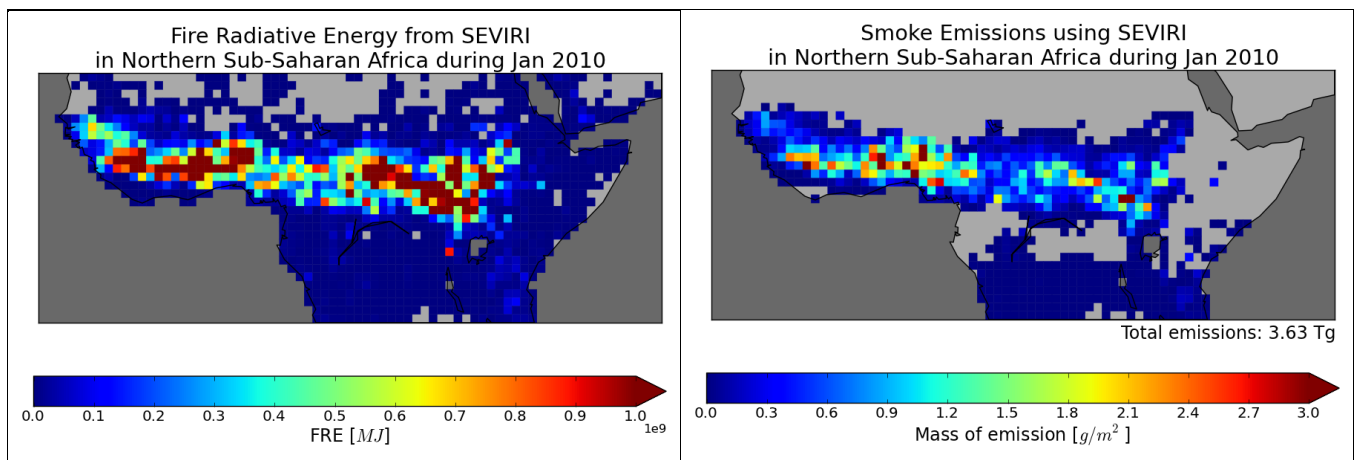 Fire Radiative Energy from SEVIRI
in Northern Sub-Saharan Africa during Jan 2010
0.0 0.1 0.2 0.3 0.4 0.5 0.6 0.7 0.8 0.9 1.0
1e9
FRE [MJ]
Smoke Emissions using SEVIRI
in Northern Sub-Saharan Africa during Jan 2010
Total emissions: 3.63 Tg
0.0 0.3 0.6 0.9 1.2 1.5 1.8 2.1 2.4 2.7 3.0
Mass of emission [g/m² ]